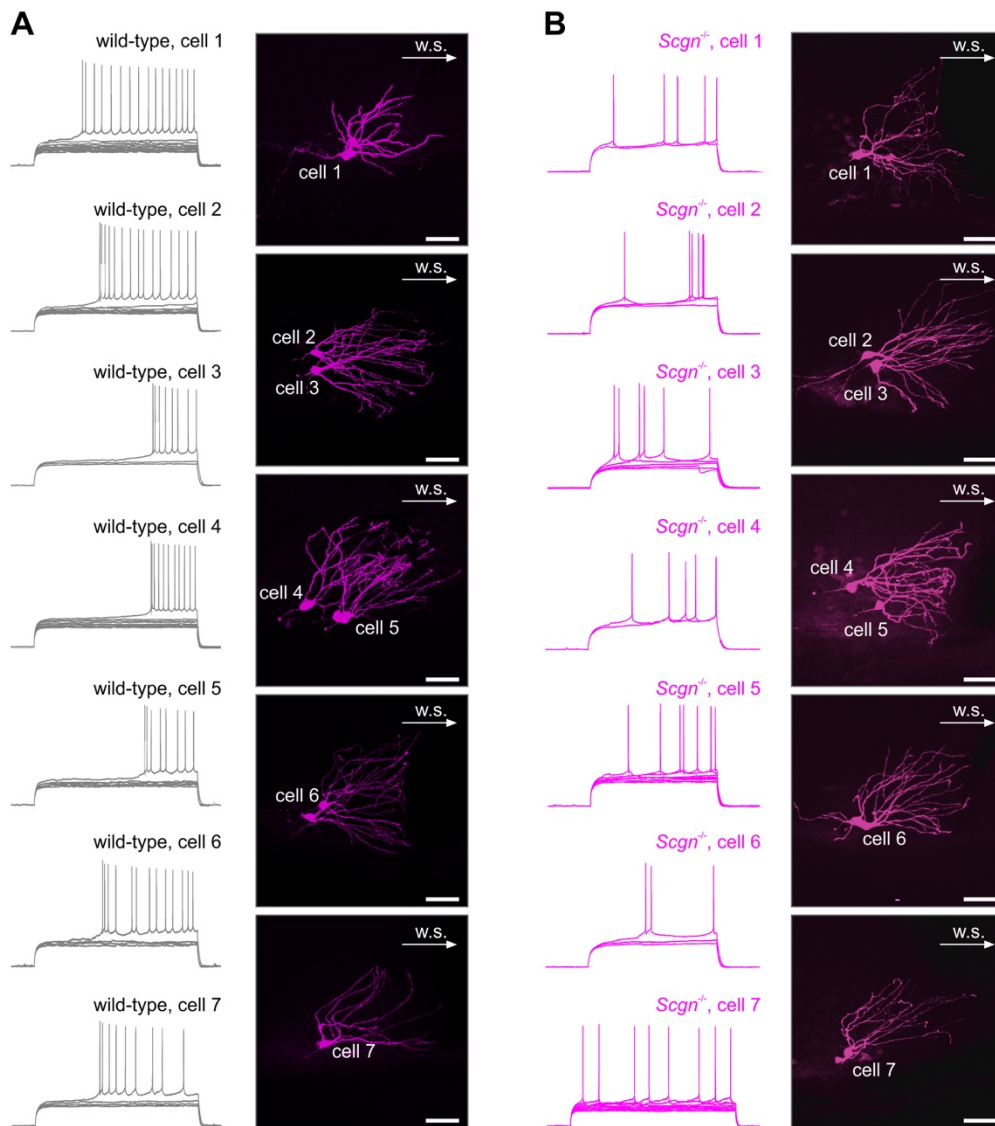 A
wild-type, cell 1
wild-type, cell 2
wild-type, cell 3
wild-type, cell 4
wild-type, cell 5
wild-type, cell 6
wild-type, cell 7
w.s.
cell 1
w.s.
cell 2
cell 3
w.s.
cell 4
cell 5
w.s.
cell 6
w.s.
cell 7
B
Scgn-/-, cell 1
Scgn-/-, cell 2
Scgn-/-, cell 3
Scgn-/-, cell 4
Scgn-/-, cell 5
Scgn-/-, cell 6
Scgn-/-, cell 7
w.s.
cell 1
w.s.
cell 2
cell 3
w.s.
cell 4
cell 5
w.s.
cell 6
w.s.
cell 7